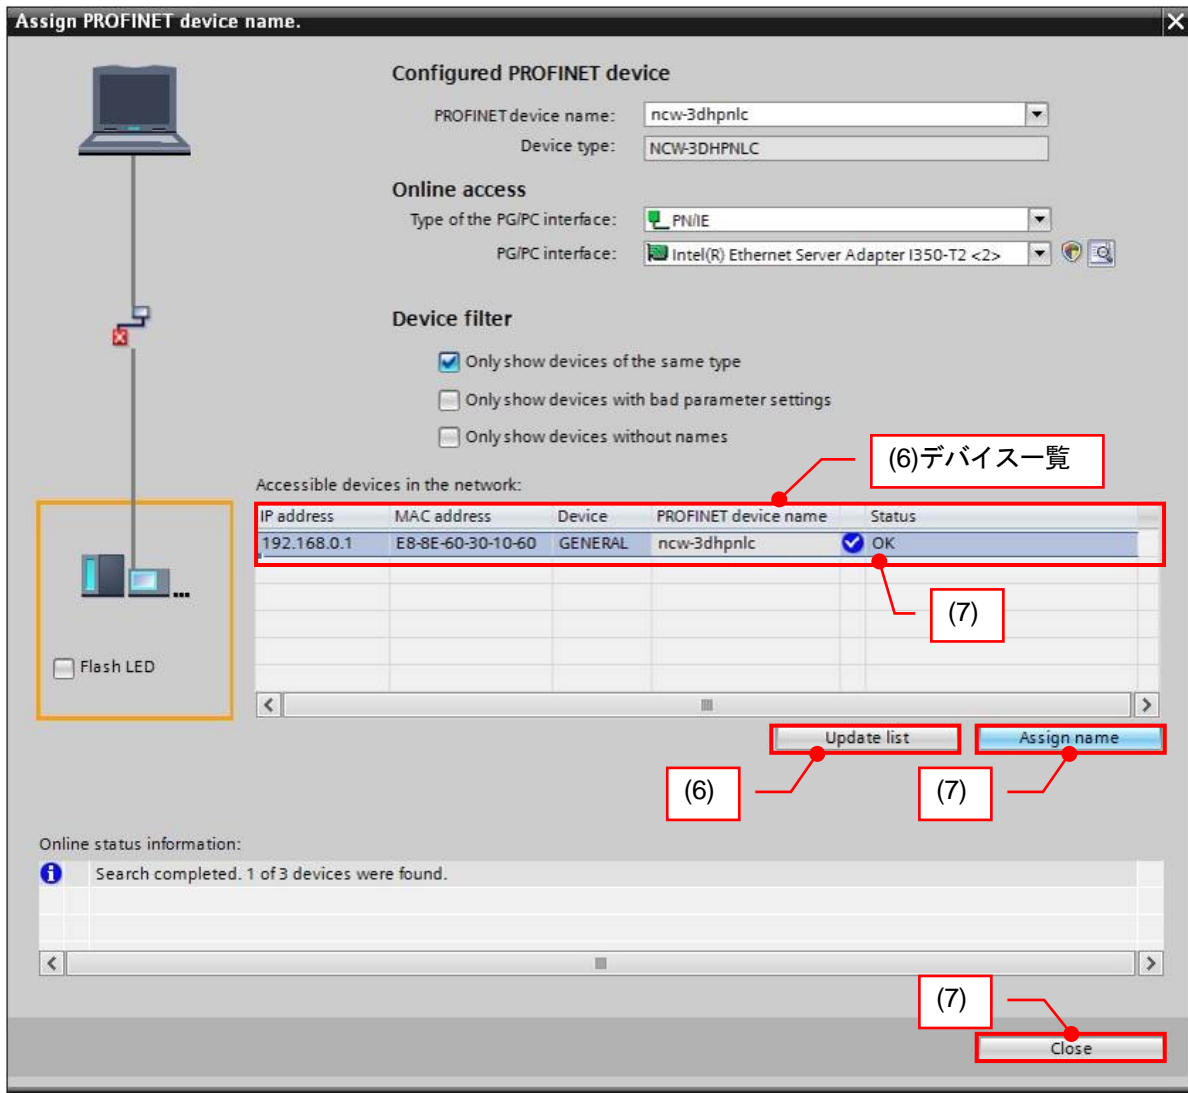 Assign PROFINET device name.
Configured PROFINET device
PROFINET device name: ncw-3dhpnlc
Device type: NCW-3DHPNLC
Online access
Type of the PG/PC interface: PN/IE
PG/PC interface: Intel(R) Ethernet Server Adapter I350-T2 <2>
Device filter
Only show devices of the same type
Only show devices with bad parameter settings
Only show devices without names
(6)デバイス一覧
Accessible devices in the network:
IP address MAC address Device PROFINET device name Status
192.168.0.1 E8-8E-60-30-10-60 GENERAL ncw-3dhpnlc OK
(7)
Flash LED
Update list Assign name
(6) (7)
Online status information:
Search completed. 1 of 3 devices were found.
(7)
Close